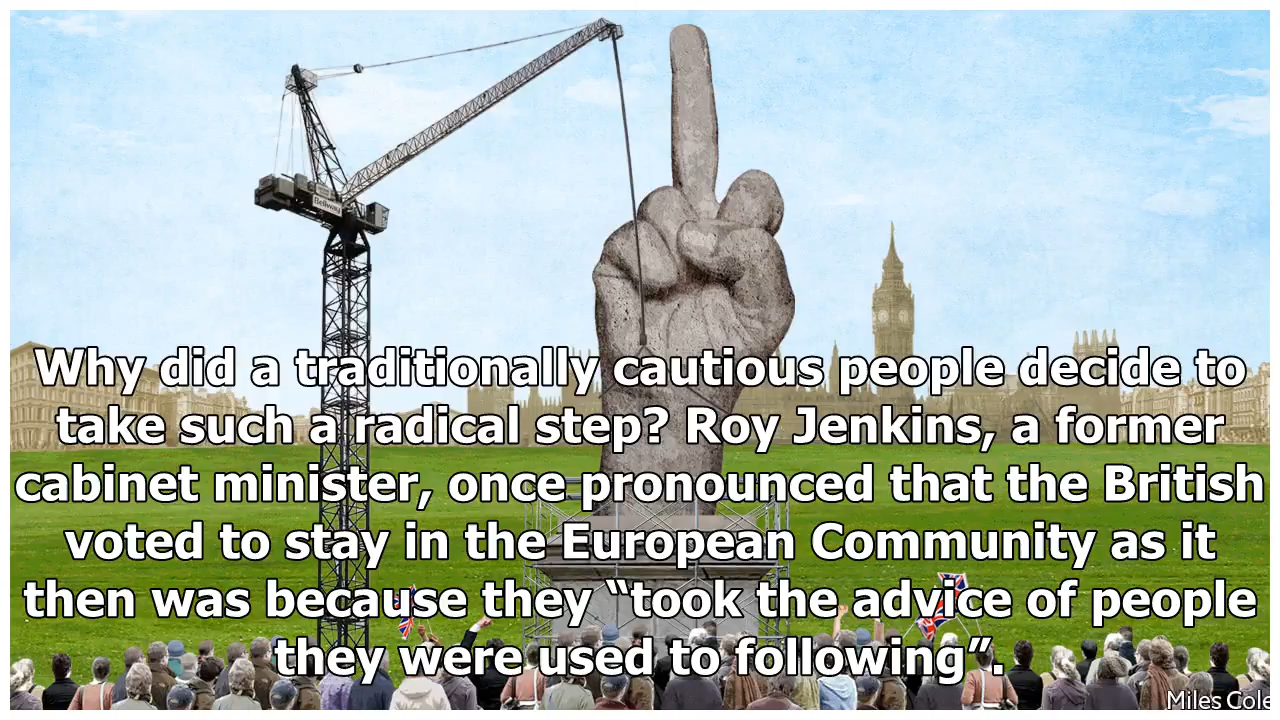 Bellway
Why did a traditionally cautious people decide to
take such a radical step? Roy Jenkins, a former
cabinet minister, once pronounced that the British
voted to stay in the European Community as it
then was because they “took the advice of people
they were used to following”.
Miles Cole